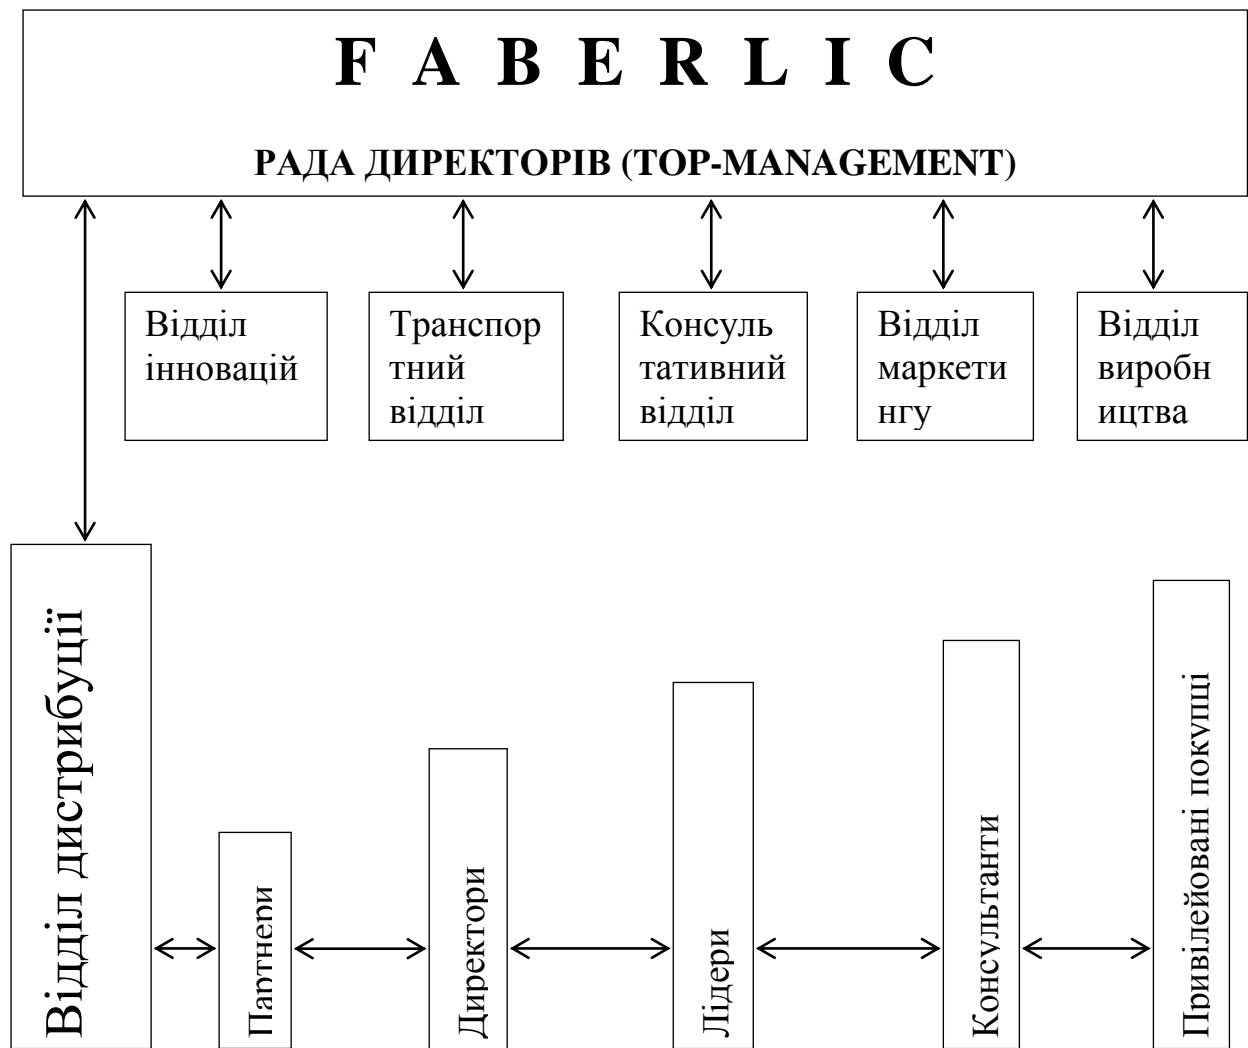 F A B E R L I C
РАДА ДИРЕКТОРІВ (TOP-MANAGEMENT)
Відділ
інновацій
Транспор
тний
відділ
Консуль
тативний
відділ
Відділ
маркети
нгу
Відділ
виробн
ицтва
Відділ дистрибуції
Партнери
Директори
Лідери
Консультанти
Привілейовані покупці